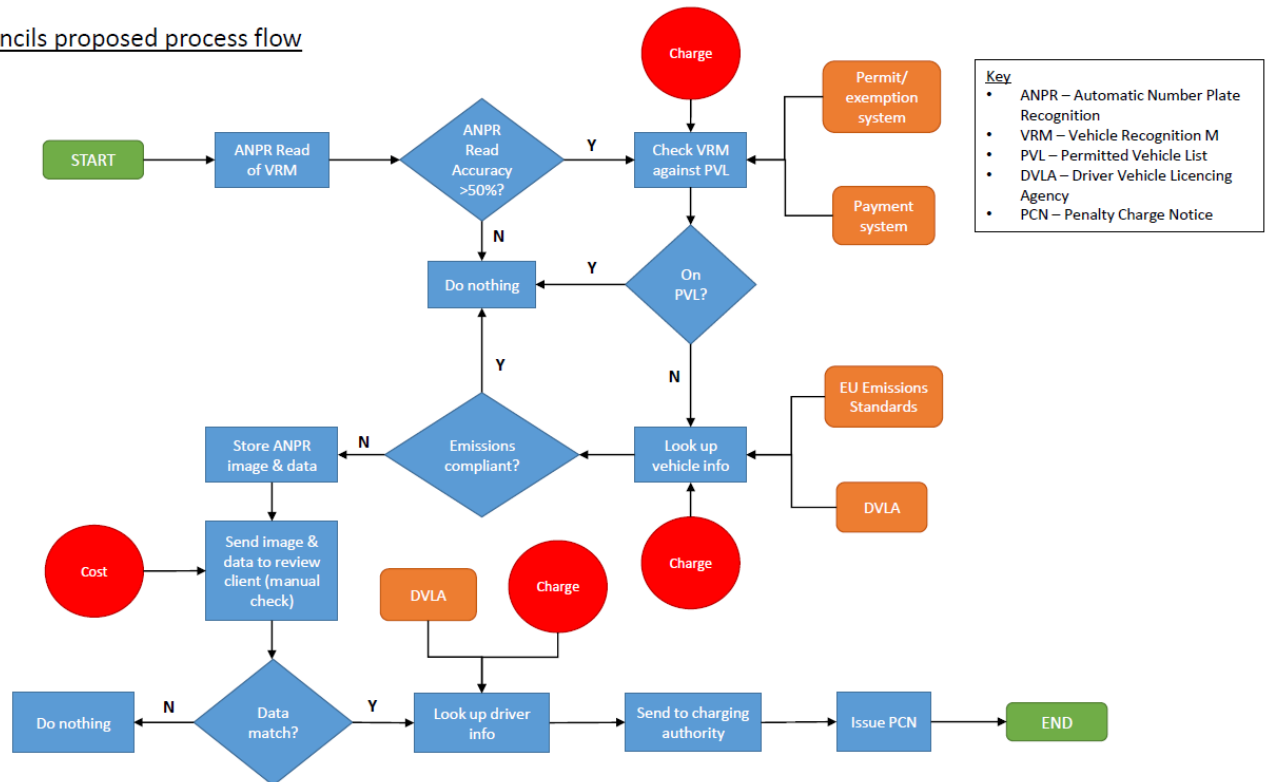 ncils proposed process flow
Charge
Permit/
exemption
system
Key
• ANPR – Automatic Number Plate
Recognition
• VRM – Vehicle Recognition M
• PVL – Permitted Vehicle List
• DVLA – Driver Vehicle Licencing
Agency
• PCN – Penalty Charge Notice
START
ANPR Read
of VRM
ANPR
Read
Accuracy
>50%?
Y
Check VRM
against PVL
Payment
system
N
Do nothing
Y
On
PVL?
Y
N
EU Emissions
Standards
Store ANPR
image & data
N
Emissions
compliant?
Look up
vehicle info
DVLA
Cost
Send image &
data to review
client (manual
check)
DVLA
Charge
Charge
Do nothing
N
Data
match?
Y
Look up driver
info
Send to charging
authority
Issue PCN
END